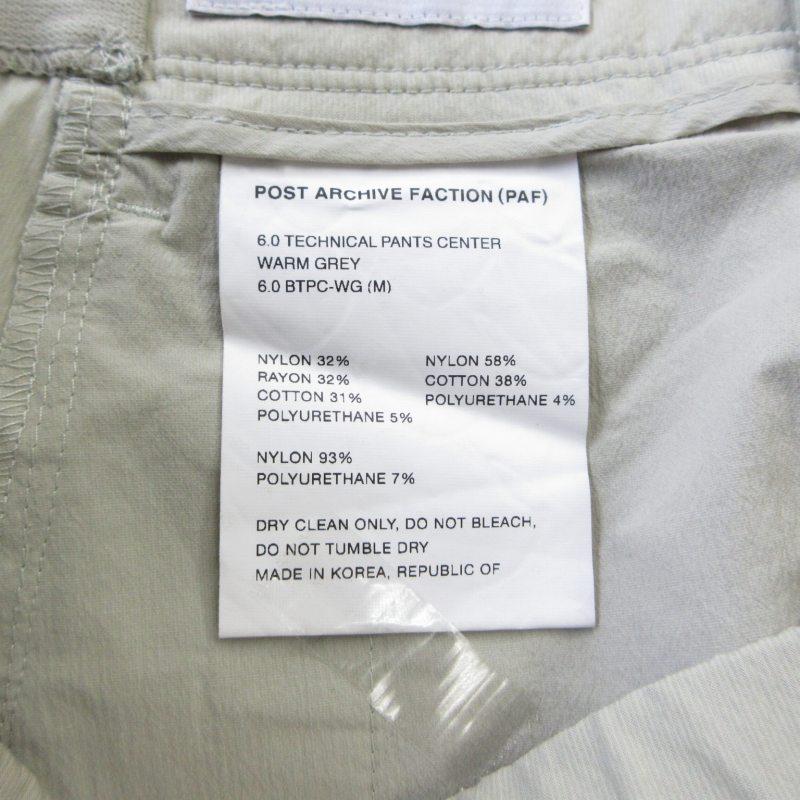 POST ARCHIVE FACTION (PAF)
6.0 TECHNICAL PANTS CENTER
WARM GREY
6.0 BTPC-WG (M)
NYLON 32%
RAYON 32%
COTTON 31%
POLYURETHANE 5%
NYLON 58%
COTTON 38%
POLYURETHANE 4%
NYLON 93%
POLYURETHANE 7%
DRY CLEAN ONLY, DO NOT BLEACH,
DO NOT TUMBLE DRY
MADE IN KOREA, REPUBLIC OF